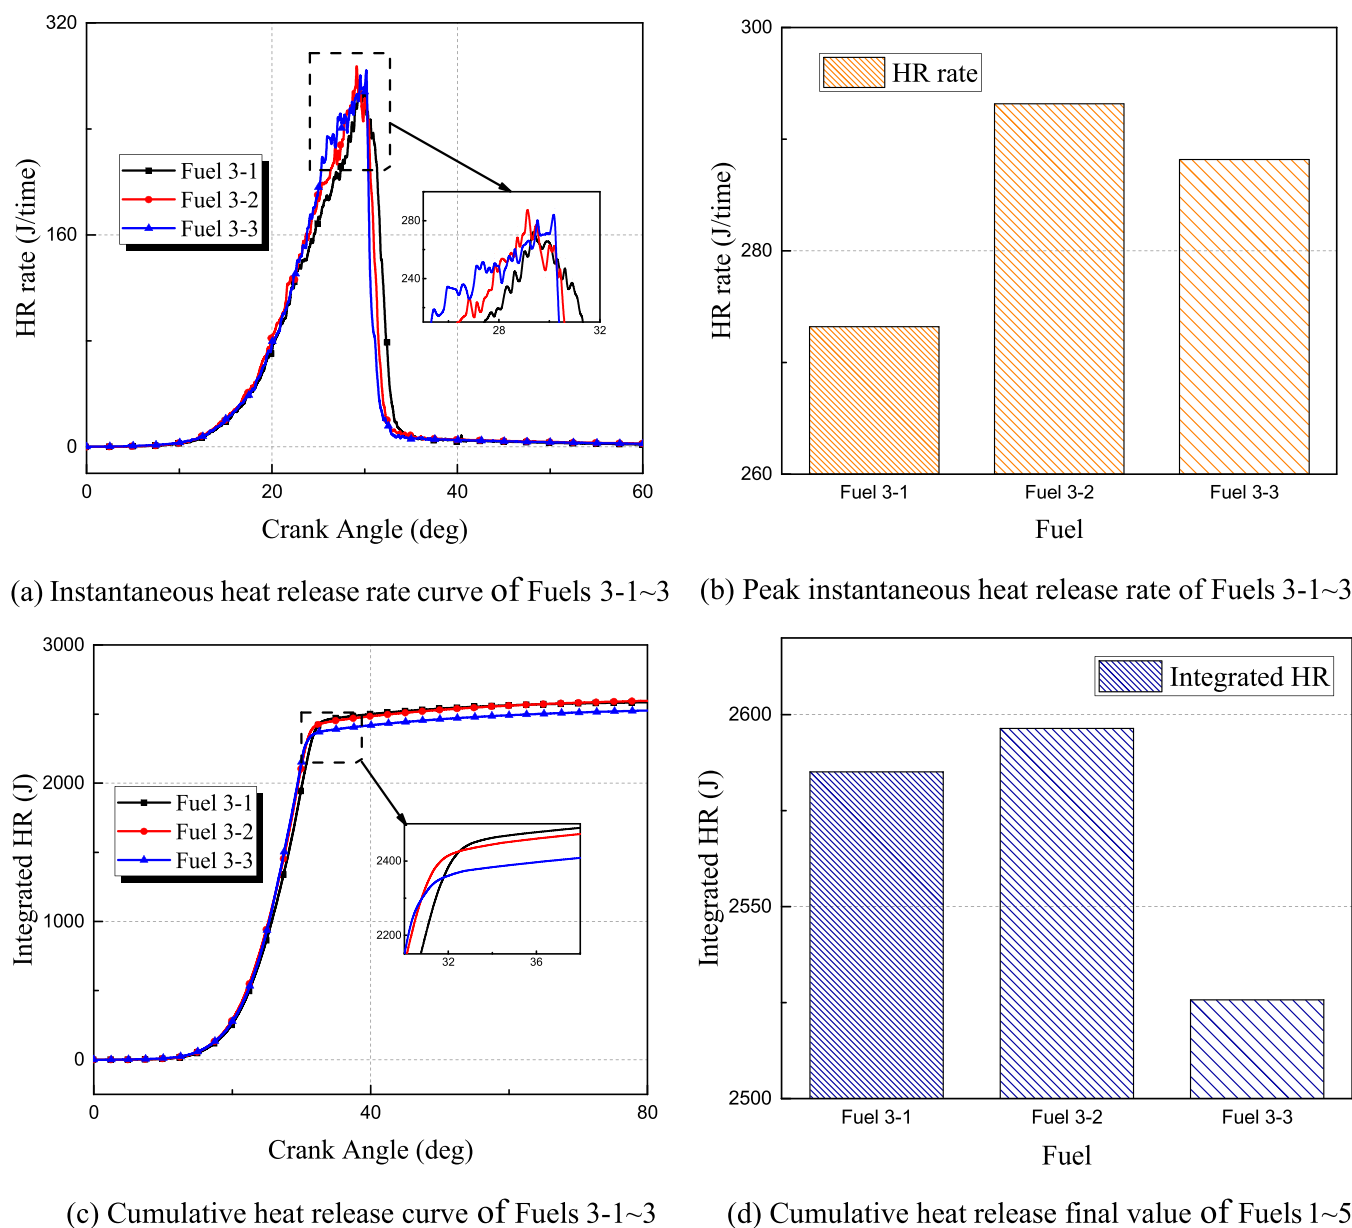 320
160
0
0
20
40
60
HR rate (J/time)
Crank Angle (deg)
Fuel 3-1
Fuel 3-2
Fuel 3-3
280
240
28
32
(a) Instantaneous heat release rate curve of Fuels 3-1~3
300
280
260
HR rate (J/time)
HR rate
Fuel 3-1
Fuel 3-2
Fuel 3-3
Fuel
(b) Peak instantaneous heat release rate of Fuels 3-1~3
3000
2000
1000
0
0
40
80
Integrated HR (J)
Crank Angle (deg)
Fuel 3-1
Fuel 3-2
Fuel 3-3
2400
2200
32
36
(c) Cumulative heat release curve of Fuels 3-1~3
2600
2550
2500
Integrated HR (J)
Integrated HR
Fuel 3-1
Fuel 3-2
Fuel 3-3
Fuel
(d) Cumulative heat release final value of Fuels 1~5